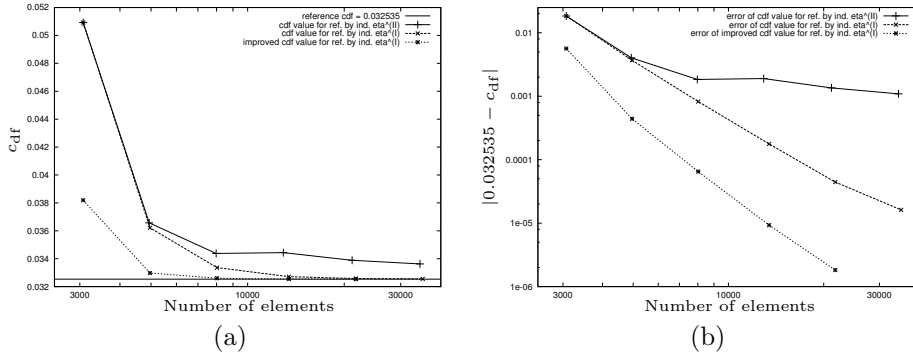 reference cdf = 0.032535
cdf value for ref. by ind. eta^(II)
cdf value for ref. by ind. eta^(I)
improved cdf value for ref. by ind. eta^(I)
0.052
0.05
0.048
0.046
0.044
0.042
0.04
0.038
0.036
0.034
0.032
c_df
3000
10000
30000
Number of elements
(a)
error of cdf value for ref. by ind. eta^(II)
error of cdf value for ref. by ind. eta^(I)
error of improved cdf value for ref. by ind. eta^(I)
0.01
0.001
0.0001
1e-05
1e-06
|0.032535 − c_df|
3000
10000
30000
Number of elements
(b)